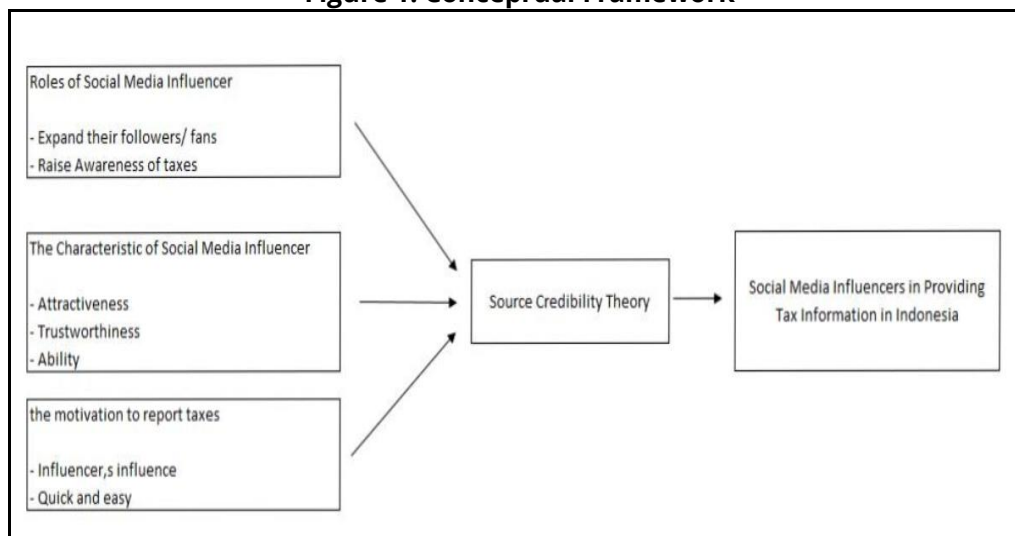 Figure 1. Conceptual Framework
Roles of Social Media Influencer
- Expand their followers/ fans
- Raise Awareness of taxes
The Characteristic of Social Media Influencer
- Attractiveness
- Trustworthiness
- Ability
the motivation to report taxes
- Influencer,s influence
- Quick and easy
Source Credibility Theory
Social Media Influencers in Providing
Tax Information in Indonesia